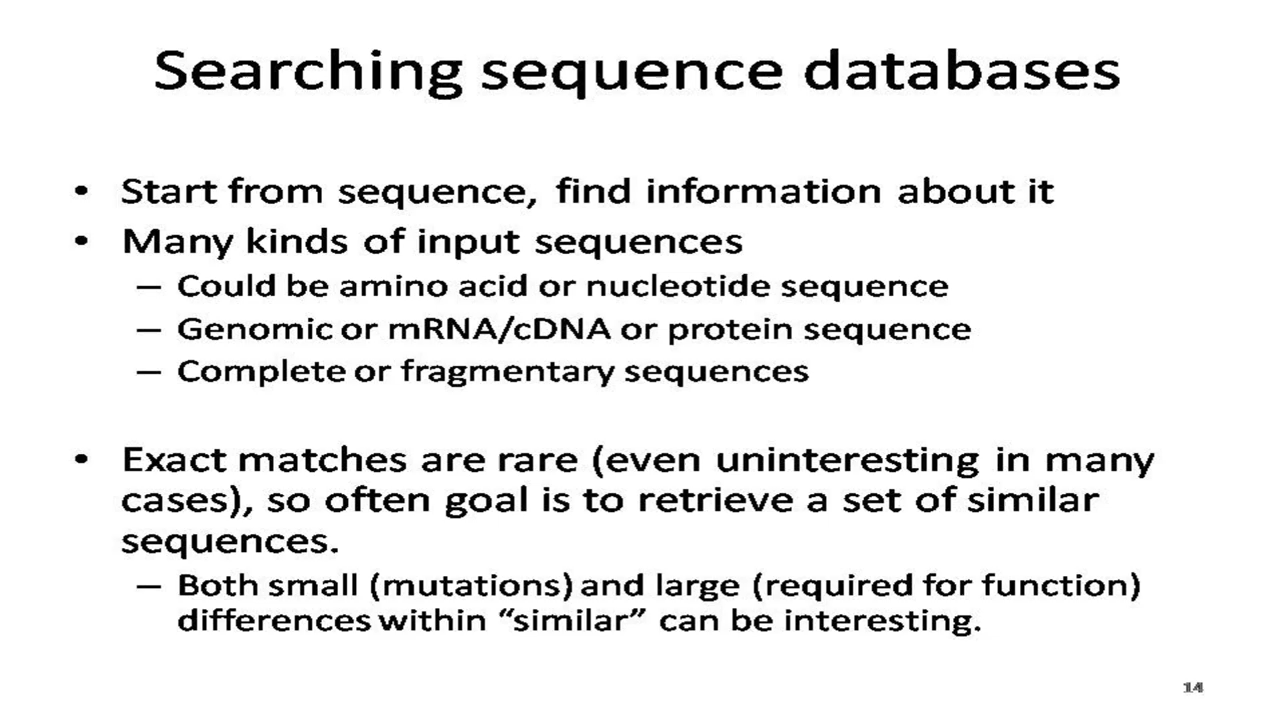 Searching sequence databases
• Start from sequence, find information about it
• Many kinds of input sequences
– Could be amino acid or nucleotide sequence
– Genomic or mRNA/cDNA or protein sequence
– Complete or fragmentary sequences
• Exact matches are rare (even uninteresting in many
cases), so often goal is to retrieve a set of similar
sequences.
– Both small (mutations) and large (required for function)
differences within “similar” can be interesting.
14